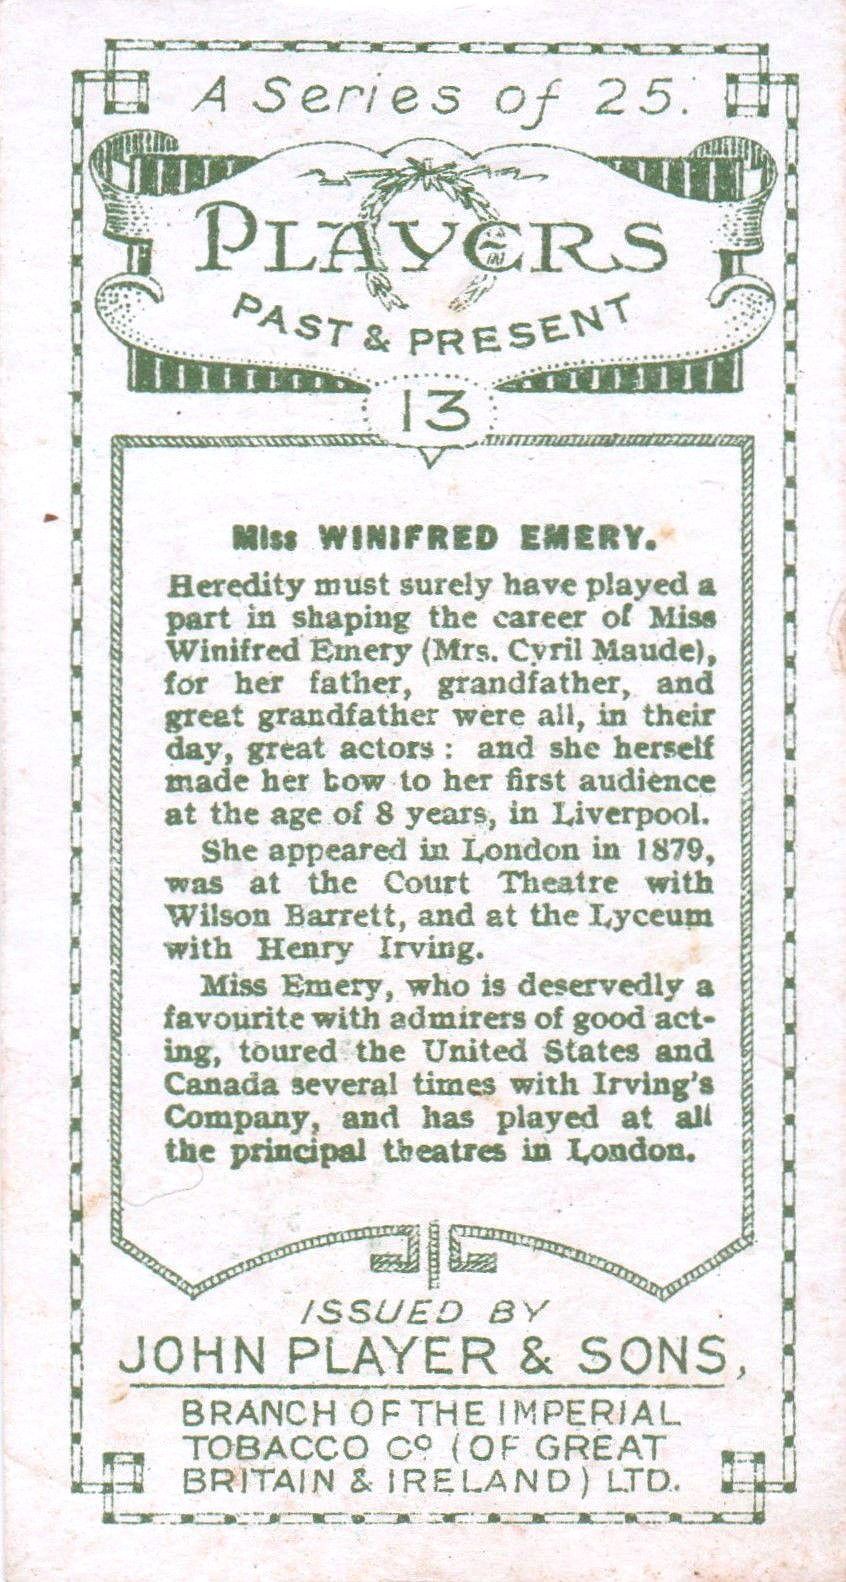 A Series of 25.
PLAYERS
PAST & PRESENT
13
Miss WINIFRED EMERY.
Heredity must surely have played a
part in shaping the career of Miss
Winifred Emery (Mrs. Cyril Maude),
for her father, grandfather, and
great grandfather were all, in their
day, great actors : and she herself
made her bow to her first audience
at the age of 8 years, in Liverpool.
She appeared in London in 1879,
was at the Court Theatre with
Wilson Barrett, and at the Lyceum
with Henry Irving.
Miss Emery, who is deservedly a
favourite with admirers of good act-
ing, toured the United States and
Canada several times with Irving's
Company, and has played at all
the principal theatres in London.
ISSUED BY
JOHN PLAYER & SONS,
BRANCH OF THE IMPERIAL
TOBACCO Cº (OF GREAT
BRITAIN & IRELAND) LTD.